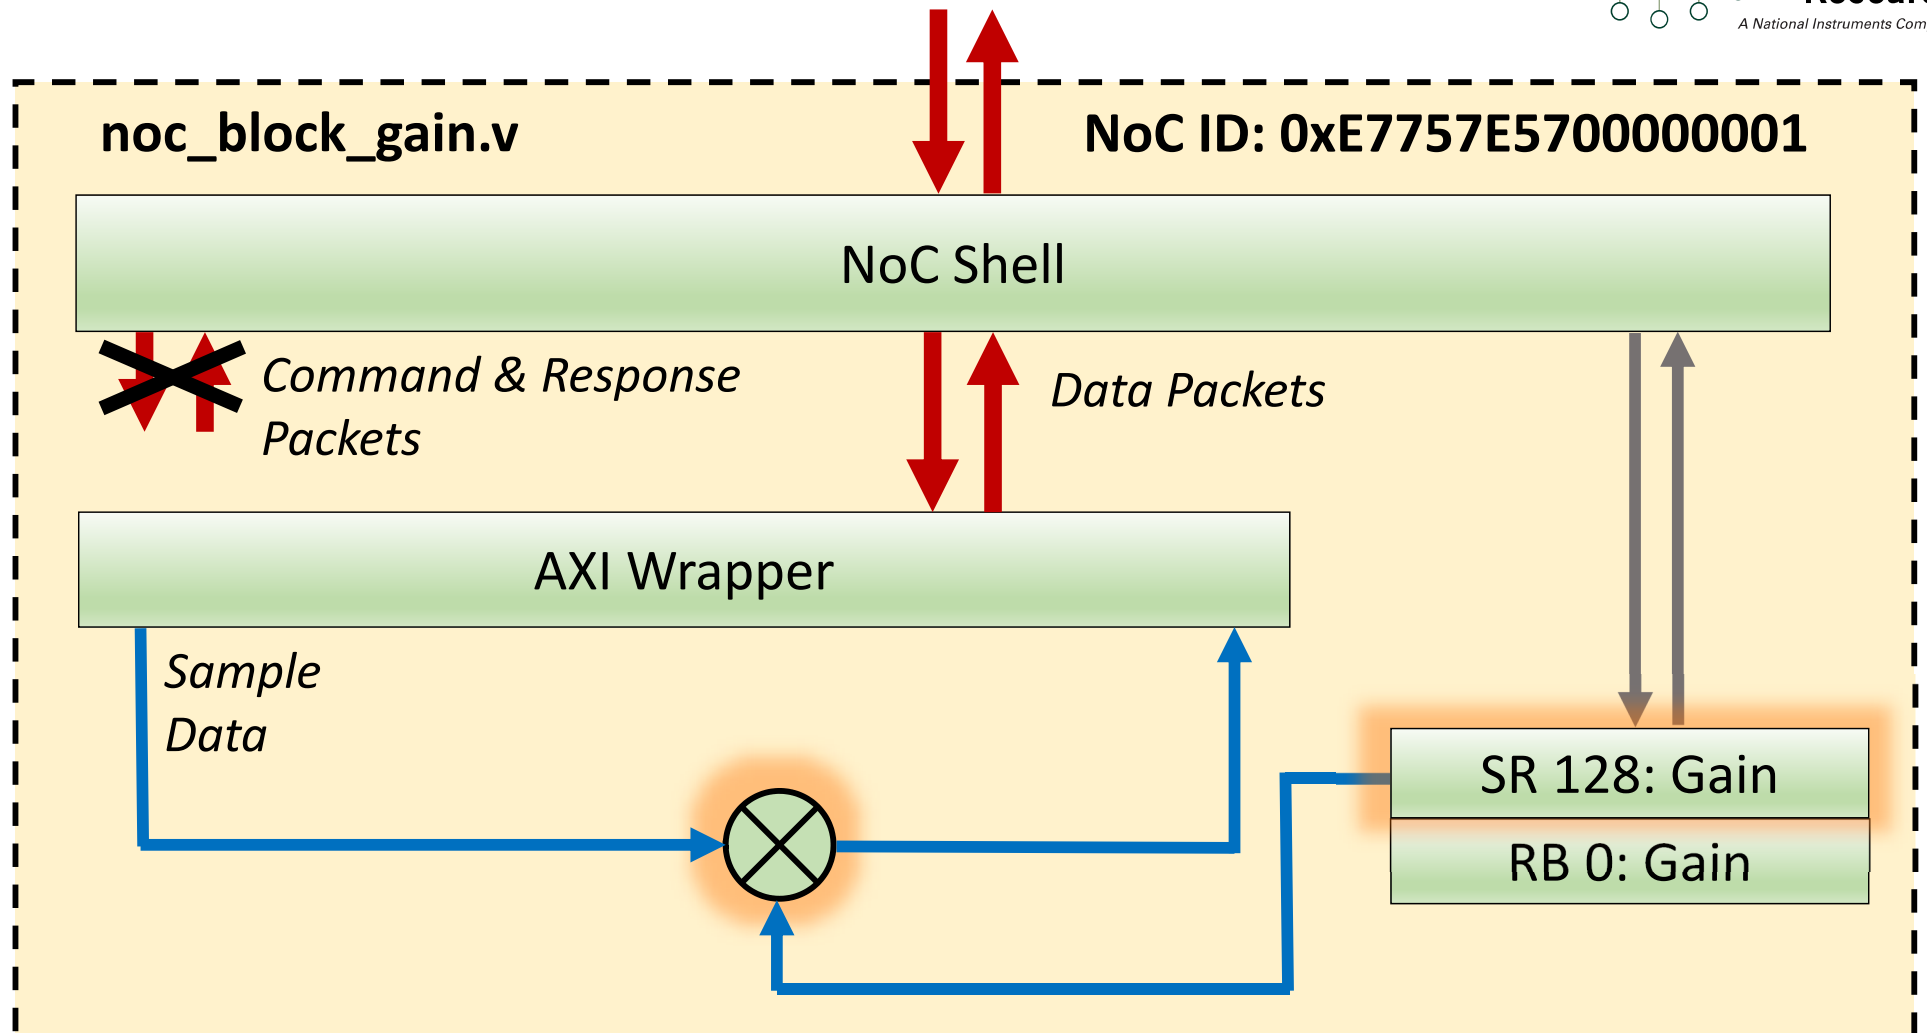 A National Instruments Com
noc_block_gain.v
NoC ID: 0xE7757E5700000001
NoC Shell
Command & Response
Packets
Data Packets
AXI Wrapper
Sample
Data
SR 128: Gain
RB 0: Gain